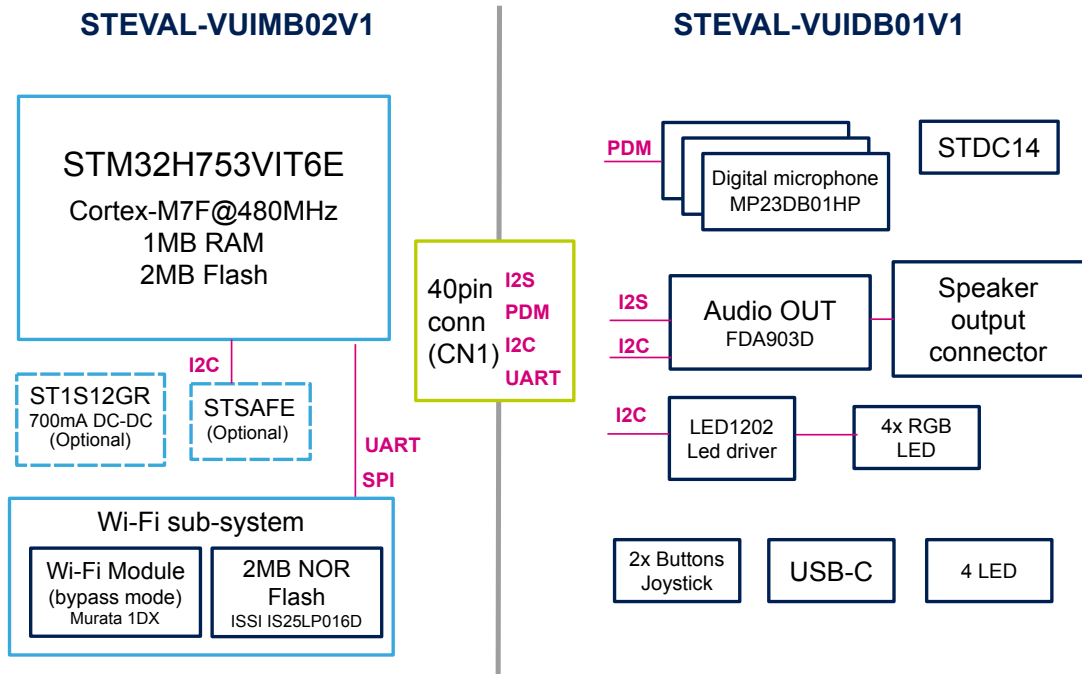 STEVAL-VUIMB02V1
STM32H753VIT6E
Cortex-M7F@480MHz
1MB RAM
2MB Flash
I2C
ST1S12GR
700mA DC-DC
(Optional)
STSAFE
(Optional)
UART
SPI
Wi-Fi sub-system
Wi-Fi Module
(bypass mode)
Murata 1DX
2MB NOR
Flash
ISSI IS25LP016D
40pin
conn
(CN1)
I2S
PDM
I2C
UART
STEVAL-VUIDB01V1
PDM
Digital microphone
MP23DB01HP
STDC14
I2S
I2C
Audio OUT
FDA903D
Speaker
output
connector
I2C
LED1202
Led driver
4x RGB
LED
2x Buttons
Joystick
USB-C
4 LED